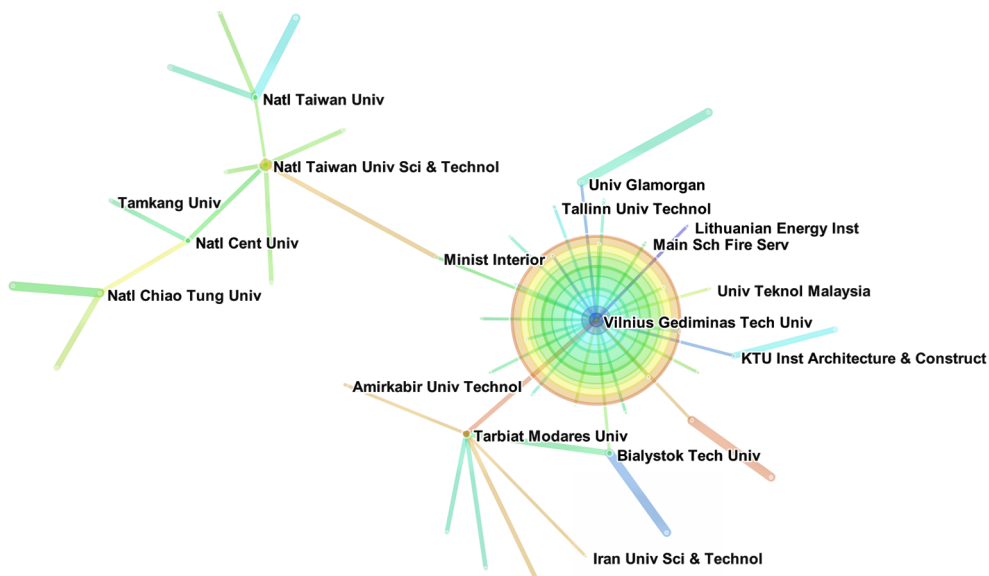 Natl Taiwan Univ
Natl Taiwan Univ Sci & Technol
Univ Glamorgan
Tamkang Univ
Tallinn Univ Technol
Lithuanian Energy Inst
Natl Cent Univ
Main Sch Fire Serv
Minist Interior
Univ Teknol Malaysia
Natl Chiao Tung Univ
Vilnius Gediminas Tech Univ
KTU Inst Architecture & Construct
Amirkabir Univ Technol
Tarbiat Modares Univ
Bialystok Tech Univ
Iran Univ Sci & Technol